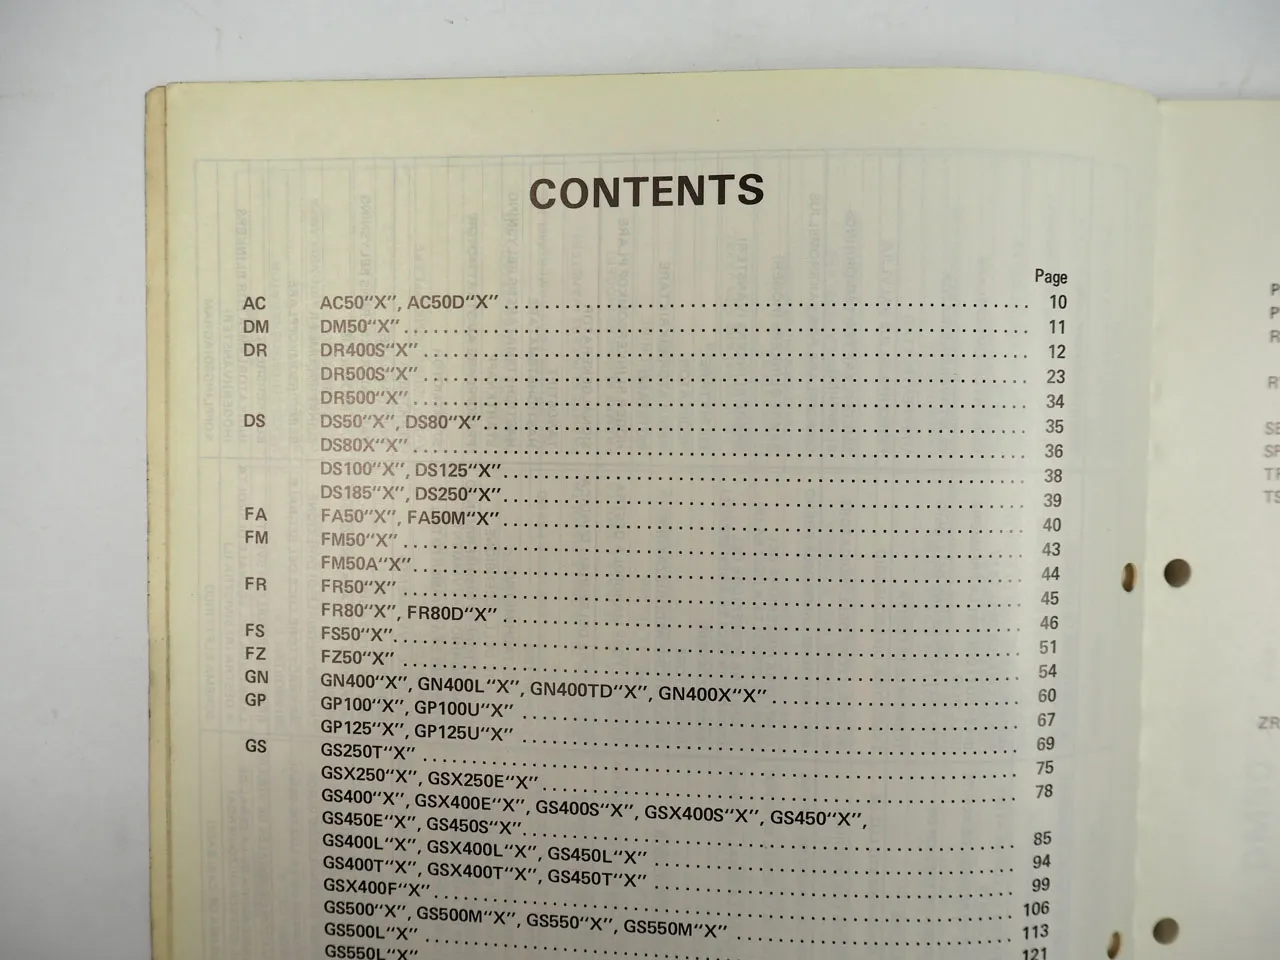 CONTENTS
Page
AC AC50"X", AC50D"X" 10
DM DM50"X" 11
DR DR400S"X" 12
DR500S"X" 23
DR500"X" 34
DS DS50"X", DS80"X" 35
DS80X"X" 36
DS100"X", DS125"X" 38
DS185"X", DS250"X" 39
FA FA50"X", FA50M"X" 40
FM FM50"X" 43
FM50A"X" 44
FR FR50"X" 45
FR80"X", FR80D"X" 46
FS FS50"X" 51
FZ FZ50"X" 54
GN GN400"X", GN400L"X", GN400TD"X", GN400X"X" 60
GP GP100"X", GP100U"X" 67
GP125"X", GP125U"X" 69
GS GS250T"X" 75
GSX250"X", GSX250E"X" 78
GS400"X", GSX400E"X", GS400S"X", GSX400S"X", GS450"X",
GS450E"X", GS450S"X" 85
GS400L"X", GSX400L"X", GS450L"X" 94
GS400T"X", GSX400T"X", GS450T"X" 99
GSX400F"X" 106
GS500"X", GS500M"X", GS550"X", GS550M"X" 113
GS500L"X" 121
GS550L"X"
ZR